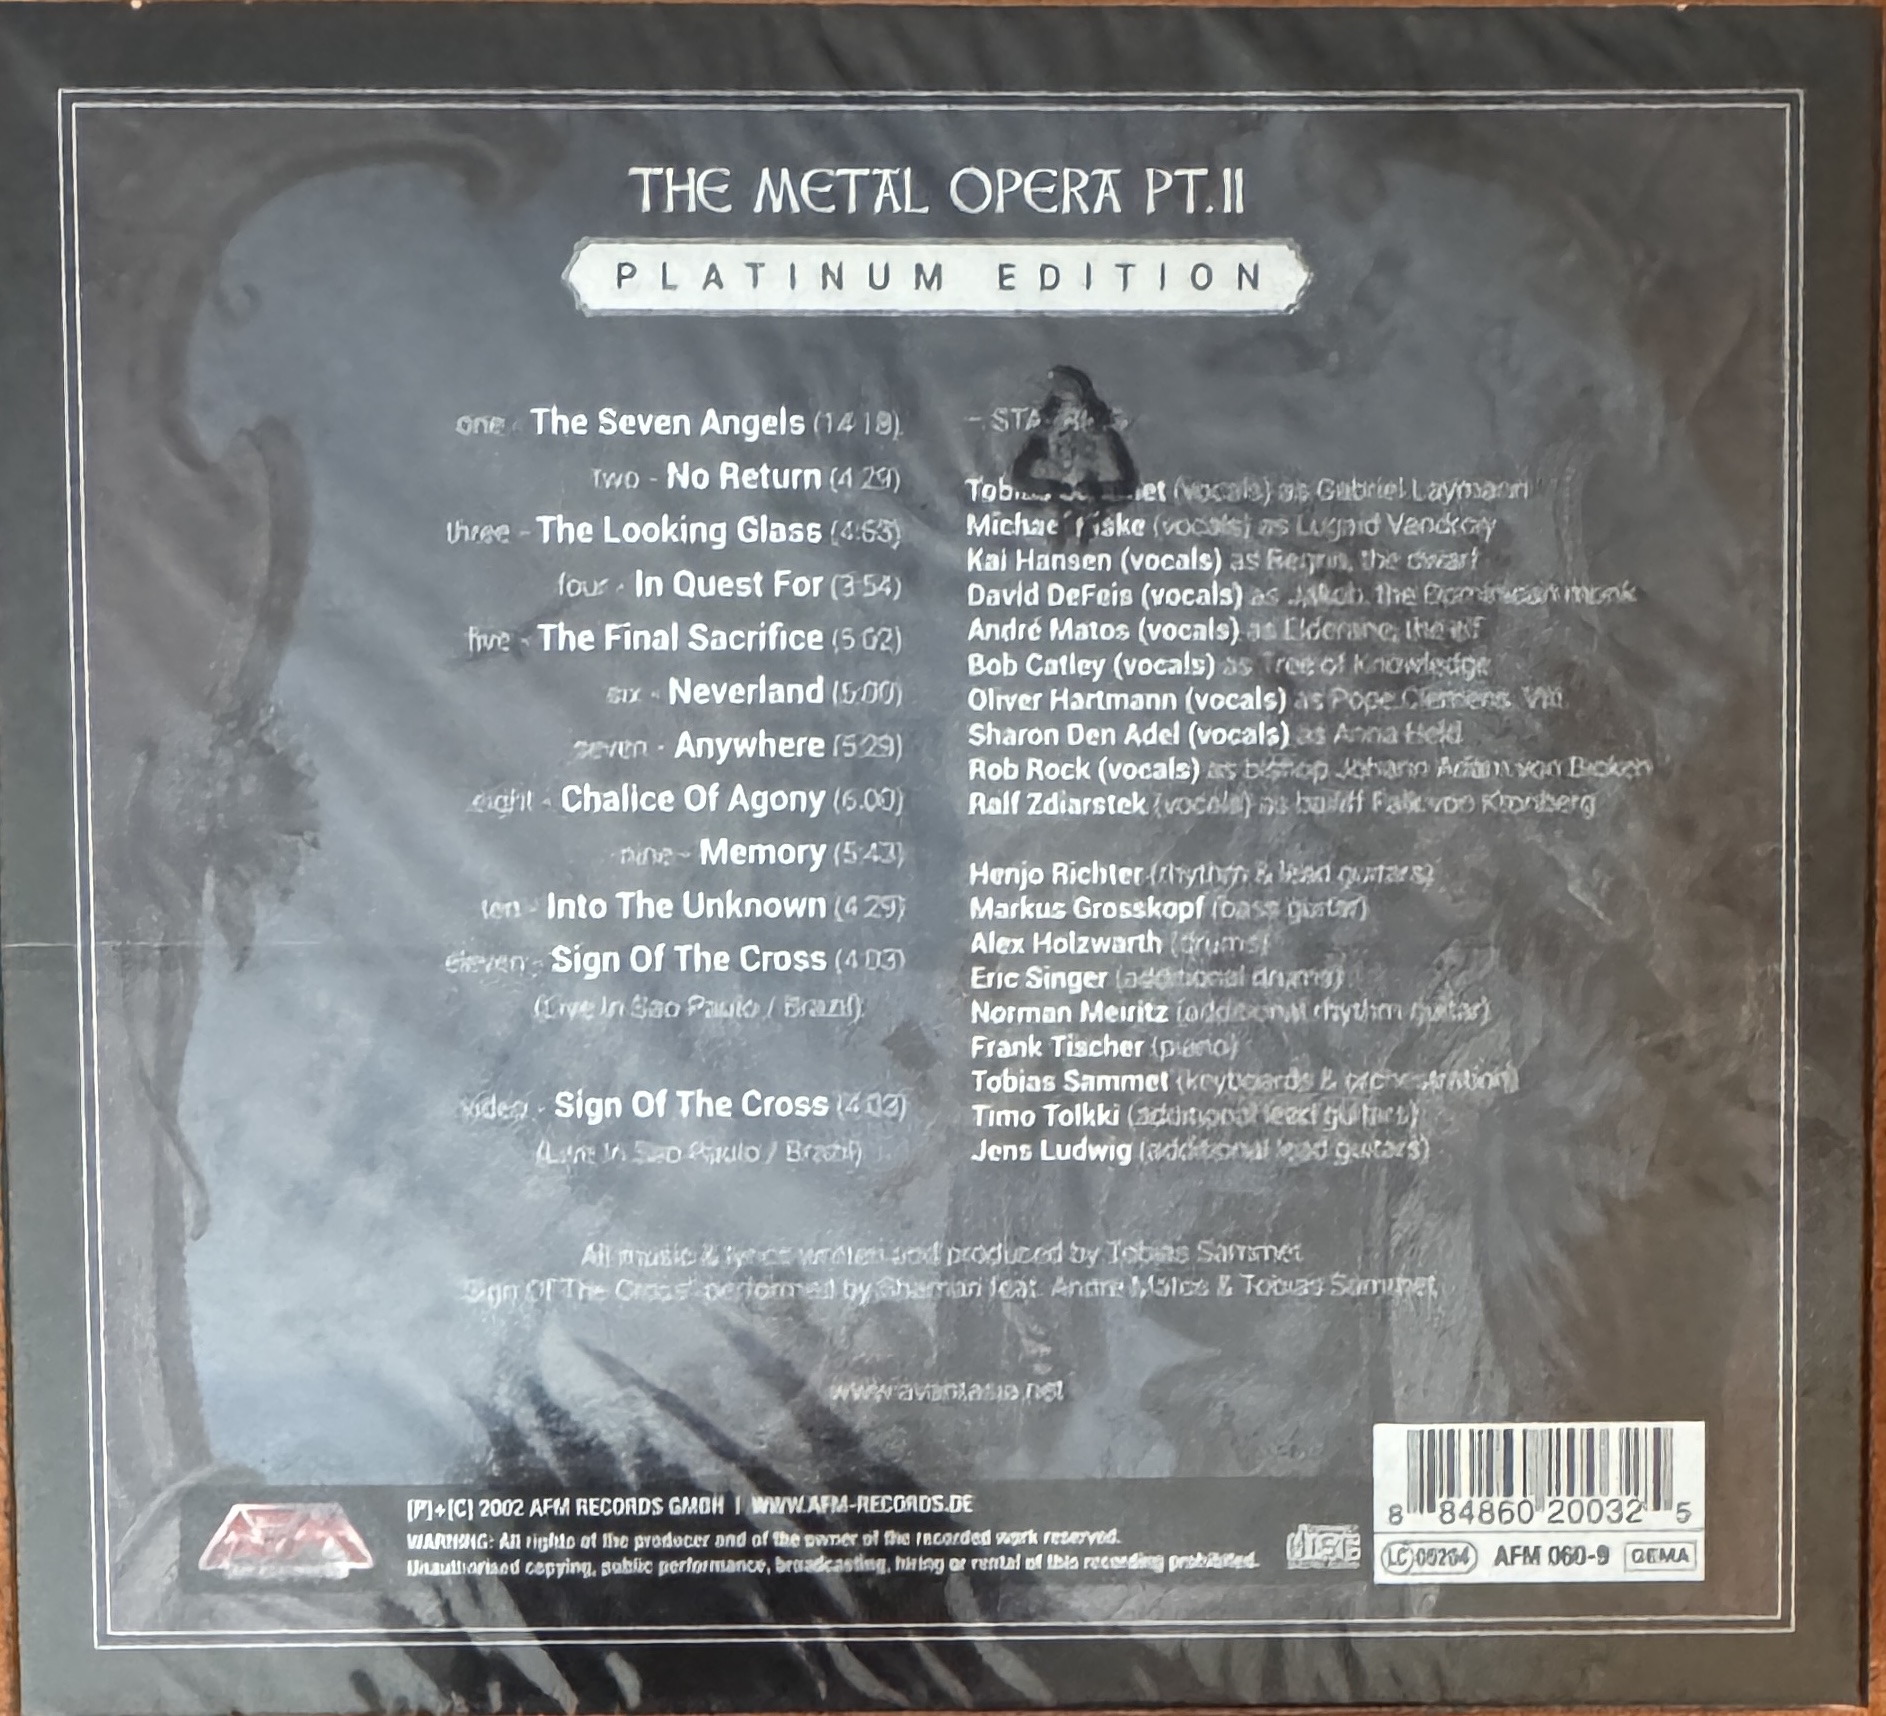 THE METAL OPERA PT.II
PLATINUM EDITION
one - The Seven Angels (14:18)
two - No Return (4:29)
three - The Looking Glass (4:53)
four - In Quest For (3:54)
five - The Final Sacrifice (5:02)
six - Neverland (5:00)
seven - Anywhere (5:29)
eight - Chalice Of Agony (6:00)
nine - Memory (5:43)
ten - Into The Unknown (4:29)
eleven - Sign Of The Cross (4:03)
(Live In Sao Paulo / Brazil)
video - Sign Of The Cross (4:03)
(Live In Sao Paulo / Brazil)
Tobias Sammet (vocals) as Gabriel Laymann
Michael Kiske (vocals) as Lugaid Vandroiy
Kai Hansen (vocals) as Regrin, the dwarf
David DeFeis (vocals) as Jakob, the Dominican monk
André Matos (vocals) as Elderane, the elf
Bob Catley (vocals) as Tree of Knowledge
Oliver Hartmann (vocals) as Pope Clemens, VIII.
Sharon Den Adel (vocals) as Anna Held
Rob Rock (vocals) as bishop Johann Adam von Bicken
Ralf Zdiarstek (vocals) as bailiff Falk von Kronberg
Henjo Richter (rhythm & lead guitars)
Markus Grosskopf (bass guitar)
Alex Holzwarth (drums)
Eric Singer (additional drums)
Norman Meiritz (additional rhythm guitar)
Frank Tischer (piano)
Tobias Sammet (keyboards & orchestration)
Timo Tolkki (additional lead guitars)
Jens Ludwig (additional lead guitars)
All music & lyrics written and produced by Tobias Sammet
"Sign Of The Cross" performed by Shaman feat. Andre Matos & Tobias Sammet
www.avantasia.net
AFM
[P]+[C] 2002 AFM RECORDS GMBH | WWW.AFM-RECORDS.DE
WARNING: All rights of the producer and of the owner of the recorded work reserved.
Unauthorised copying, public performance, broadcasting, hiring or rental of this recording prohibited.
disc
8 84860 20032 5
LC 05204 AFM 060-9 GEMA